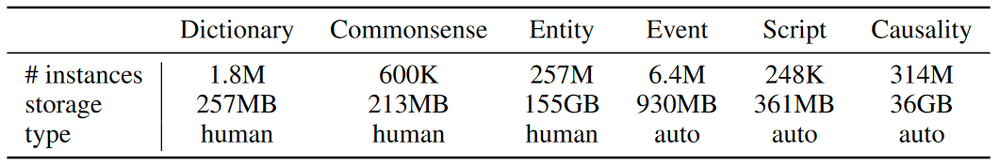 Dictionary Commonsense Entity Event Script Causality
# instances 1.8M 600K 257M 6.4M 248K 314M
storage 257MB 213MB 155GB 930MB 361MB 36GB
type human human human auto auto auto